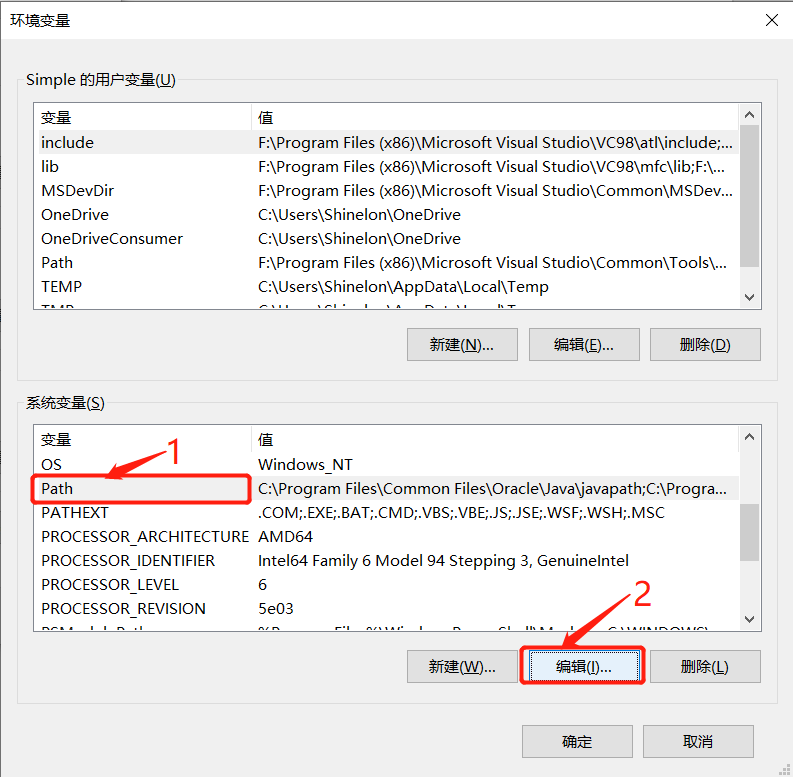 环境变量
Simple 的用户变量(U)
变量 值
include F:\Program Files (x86)\Microsoft Visual Studio\VC98\atl\include;...
lib F:\Program Files (x86)\Microsoft Visual Studio\VC98\mfc\lib;F:\...
MSDevDir F:\Program Files (x86)\Microsoft Visual Studio\Common\MSDev...
OneDrive C:\Users\Shinelon\OneDrive
OneDriveConsumer C:\Users\Shinelon\OneDrive
Path F:\Program Files (x86)\Microsoft Visual Studio\Common\Tools\...
TEMP C:\Users\Shinelon\AppData\Local\Temp
新建(N)... 编辑(E)... 删除(D)
系统变量(S)
1
变量 值
OS Windows_NT
Path C:\Program Files\Common Files\Oracle\Java\javapath;C:\Progra...
PATHEXT .COM;.EXE;.BAT;.CMD;.VBS;.VBE;.JS;.JSE;.WSF;.WSH;.MSC
PROCESSOR_ARCHITECTURE AMD64
PROCESSOR_IDENTIFIER Intel64 Family 6 Model 94 Stepping 3, GenuineIntel
PROCESSOR_LEVEL 6
PROCESSOR_REVISION 5e03
2
新建(W)... 编辑(I)... 删除(L)
确定 取消